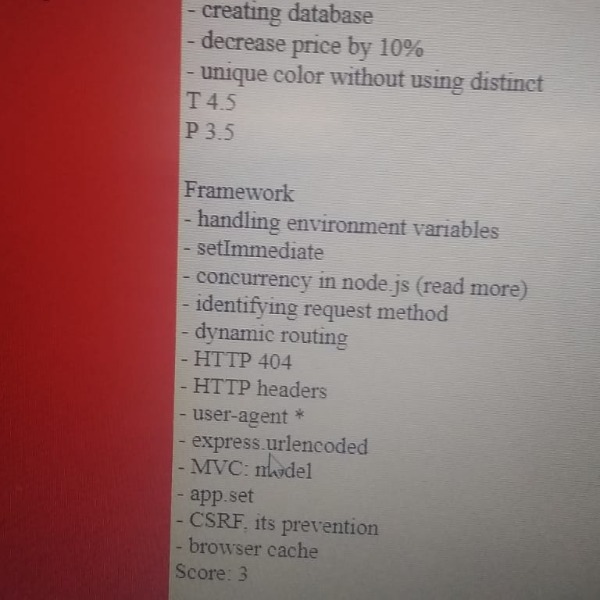 - creating database
- decrease price by 10%
- unique color without using distinct
T 4.5
P 3.5
Framework
- handling environment variables
- setImmediate
- concurrency in node.js (read more)
- identifying request method
- dynamic routing
- HTTP 404
- HTTP headers
- user-agent *
- express.urlencoded
- MVC: model
- app.set
- CSRF, its prevention
- browser cache
Score: 3